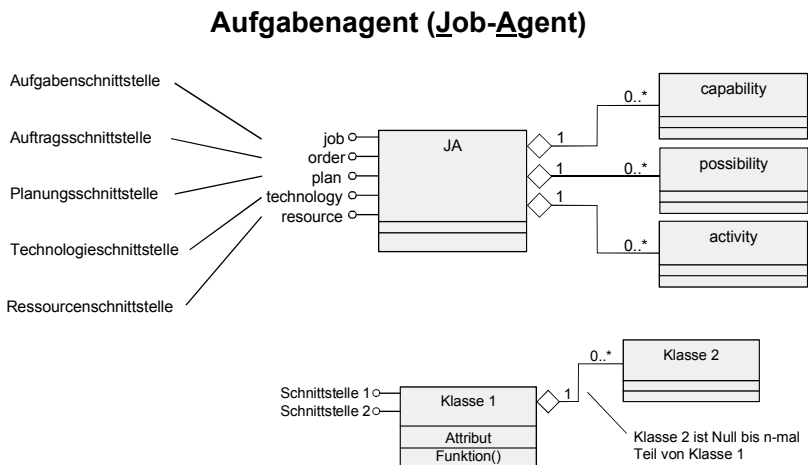 Aufgabenagent (Job-Agent)
Aufgabenschnittstelle
Auftragsschnittstelle
Planungsschnittstelle
Technologieschnittstelle
Ressourcenschnittstelle
job
order
plan
technology
resource
JA
1
0..*
capability
1
0..*
possibility
1
0..*
activity
Schnittstelle 1
Schnittstelle 2
Klasse 1
Attribut
Funktion()
1
0..*
Klasse 2
Klasse 2 ist Null bis n-mal
Teil von Klasse 1